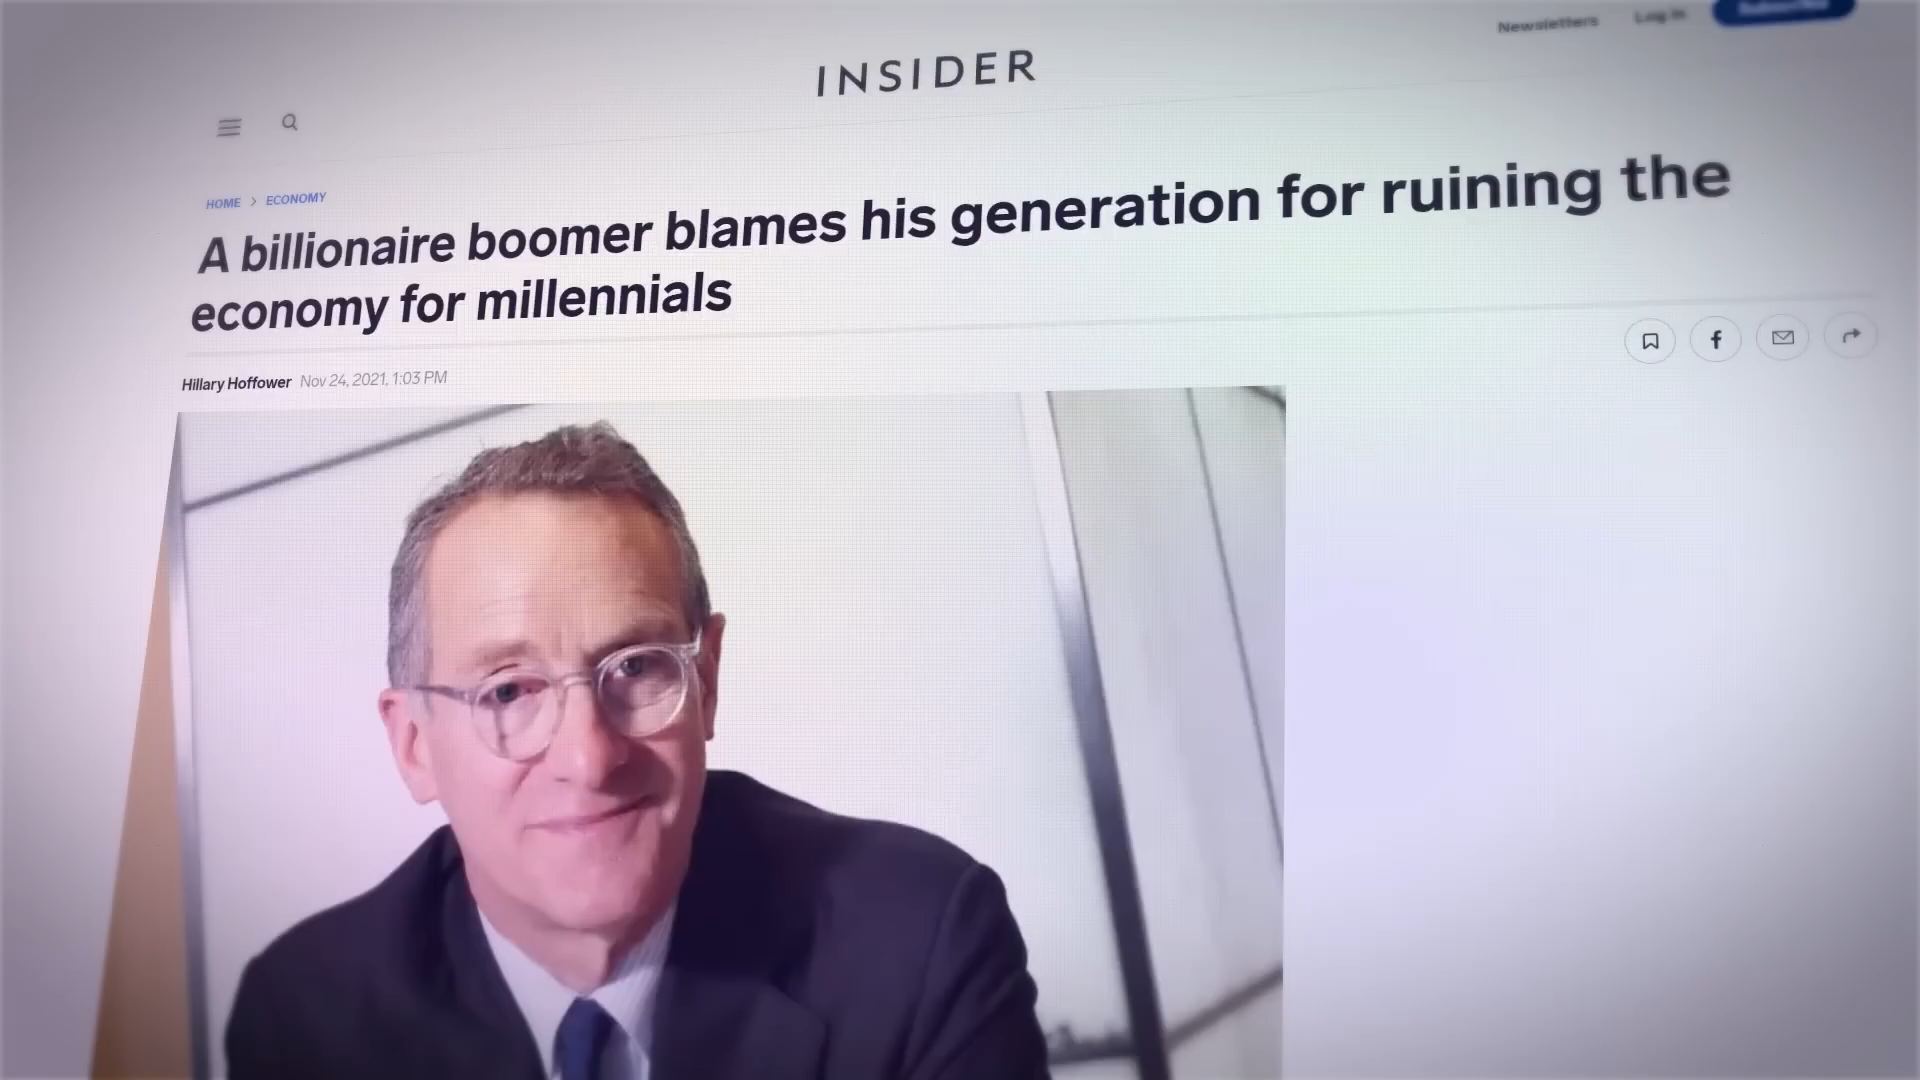 Newsletters Log in Subscribe
INSIDER
HOME > ECONOMY
A billionaire boomer blames his generation for ruining the
economy for millennials
Hillary Hoffower Nov 24, 2021, 1:03 PM